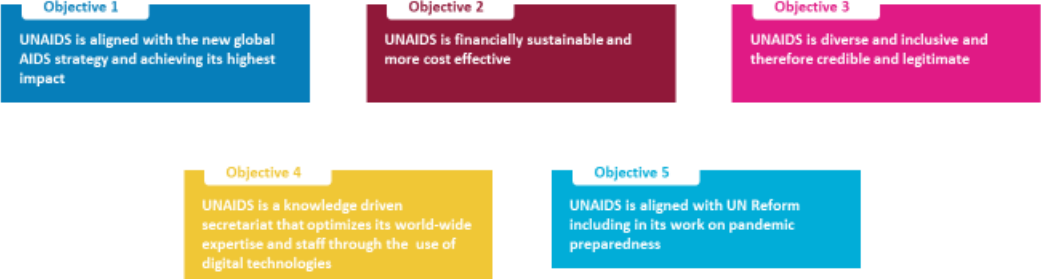 Objective 1
UNAIDS is aligned with the new global
AIDS strategy and achieving its highest
impact
Objective 2
UNAIDS is financially sustainable and
more cost effective
Objective 3
UNAIDS is diverse and inclusive and
therefore credible and legitimate
Objective 4
UNAIDS is a knowledge driven
secretariat that optimizes its world-wide
expertise and staff through the use of
digital technologies
Objective 5
UNAIDS is aligned with UN Reform
including in its work on pandemic
preparedness